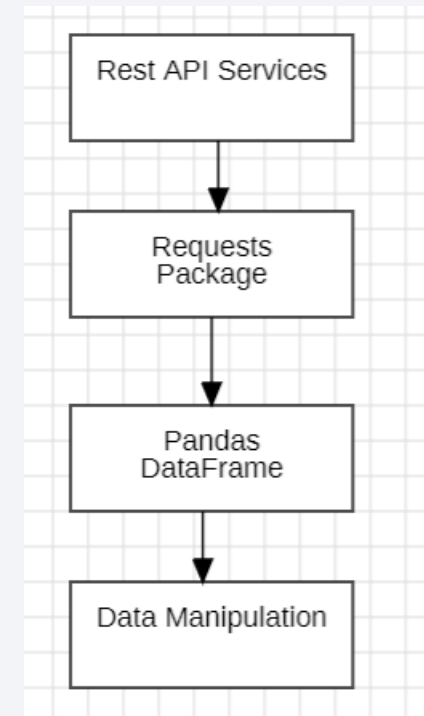 Rest API Services
Requests
Package
Pandas
DataFrame
Data Manipulation